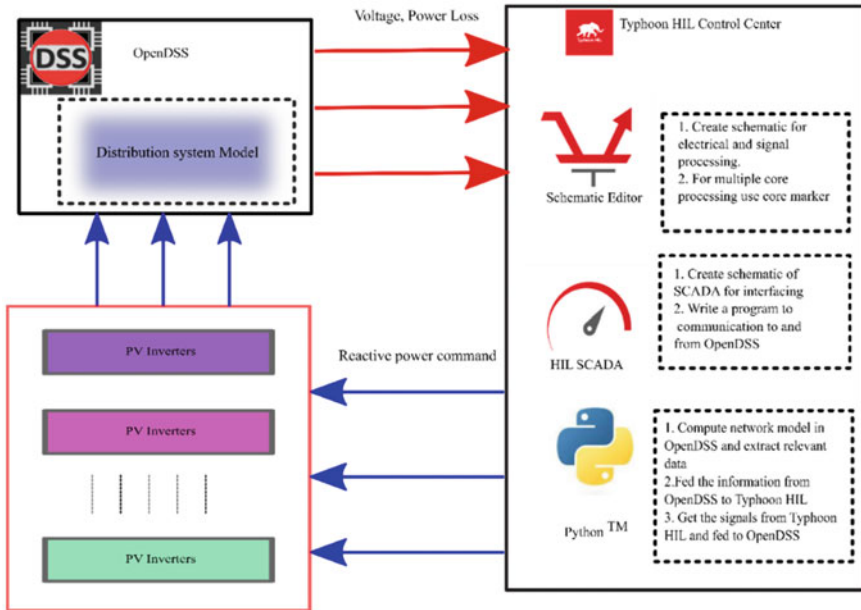 Voltage, Power Loss
DSS
OpenDSS
Distribution system Model
PV Inverters
PV Inverters
PV Inverters
Reactive power command
Typhoon HIL
Typhoon HIL Control Center
Schematic Editor
1. Create schematic for
electrical and signal
processing.
2. For multiple core
processing use core marker
HIL SCADA
1. Create schematic of
SCADA for interfacing
2. Write a program to
communication to and
from OpenDSS
Python TM
1. Compute network model in
OpenDSS and extract relevant
data
2.Fed the information from
OpenDSS to Typhoon HIL
3. Get the signals from Typhoon
HIL and fed to OpenDSS